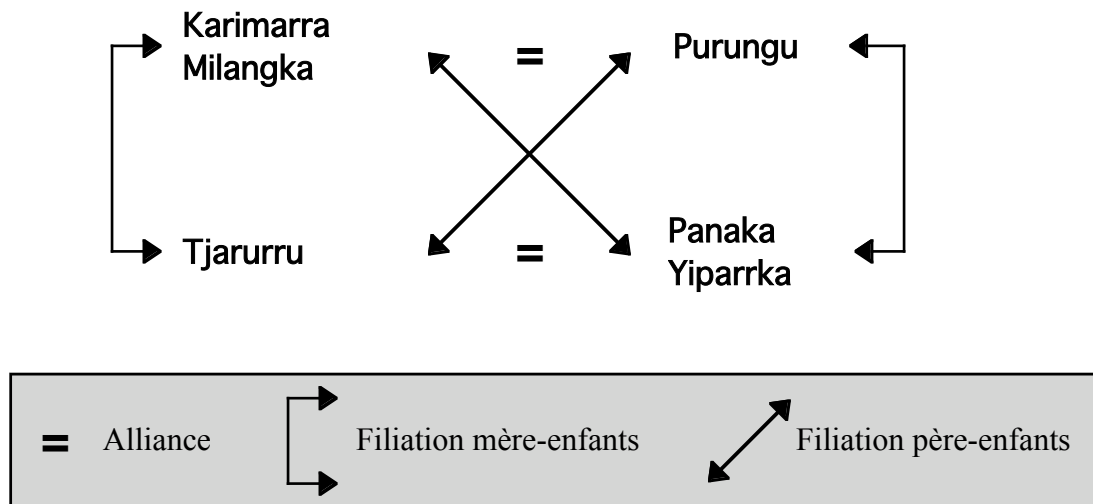 Karimarra
Milangka
=
Purungu
Tjarurru
=
Panaka
Yiparrka
= Alliance
Filiation mère-enfants
Filiation père-enfants